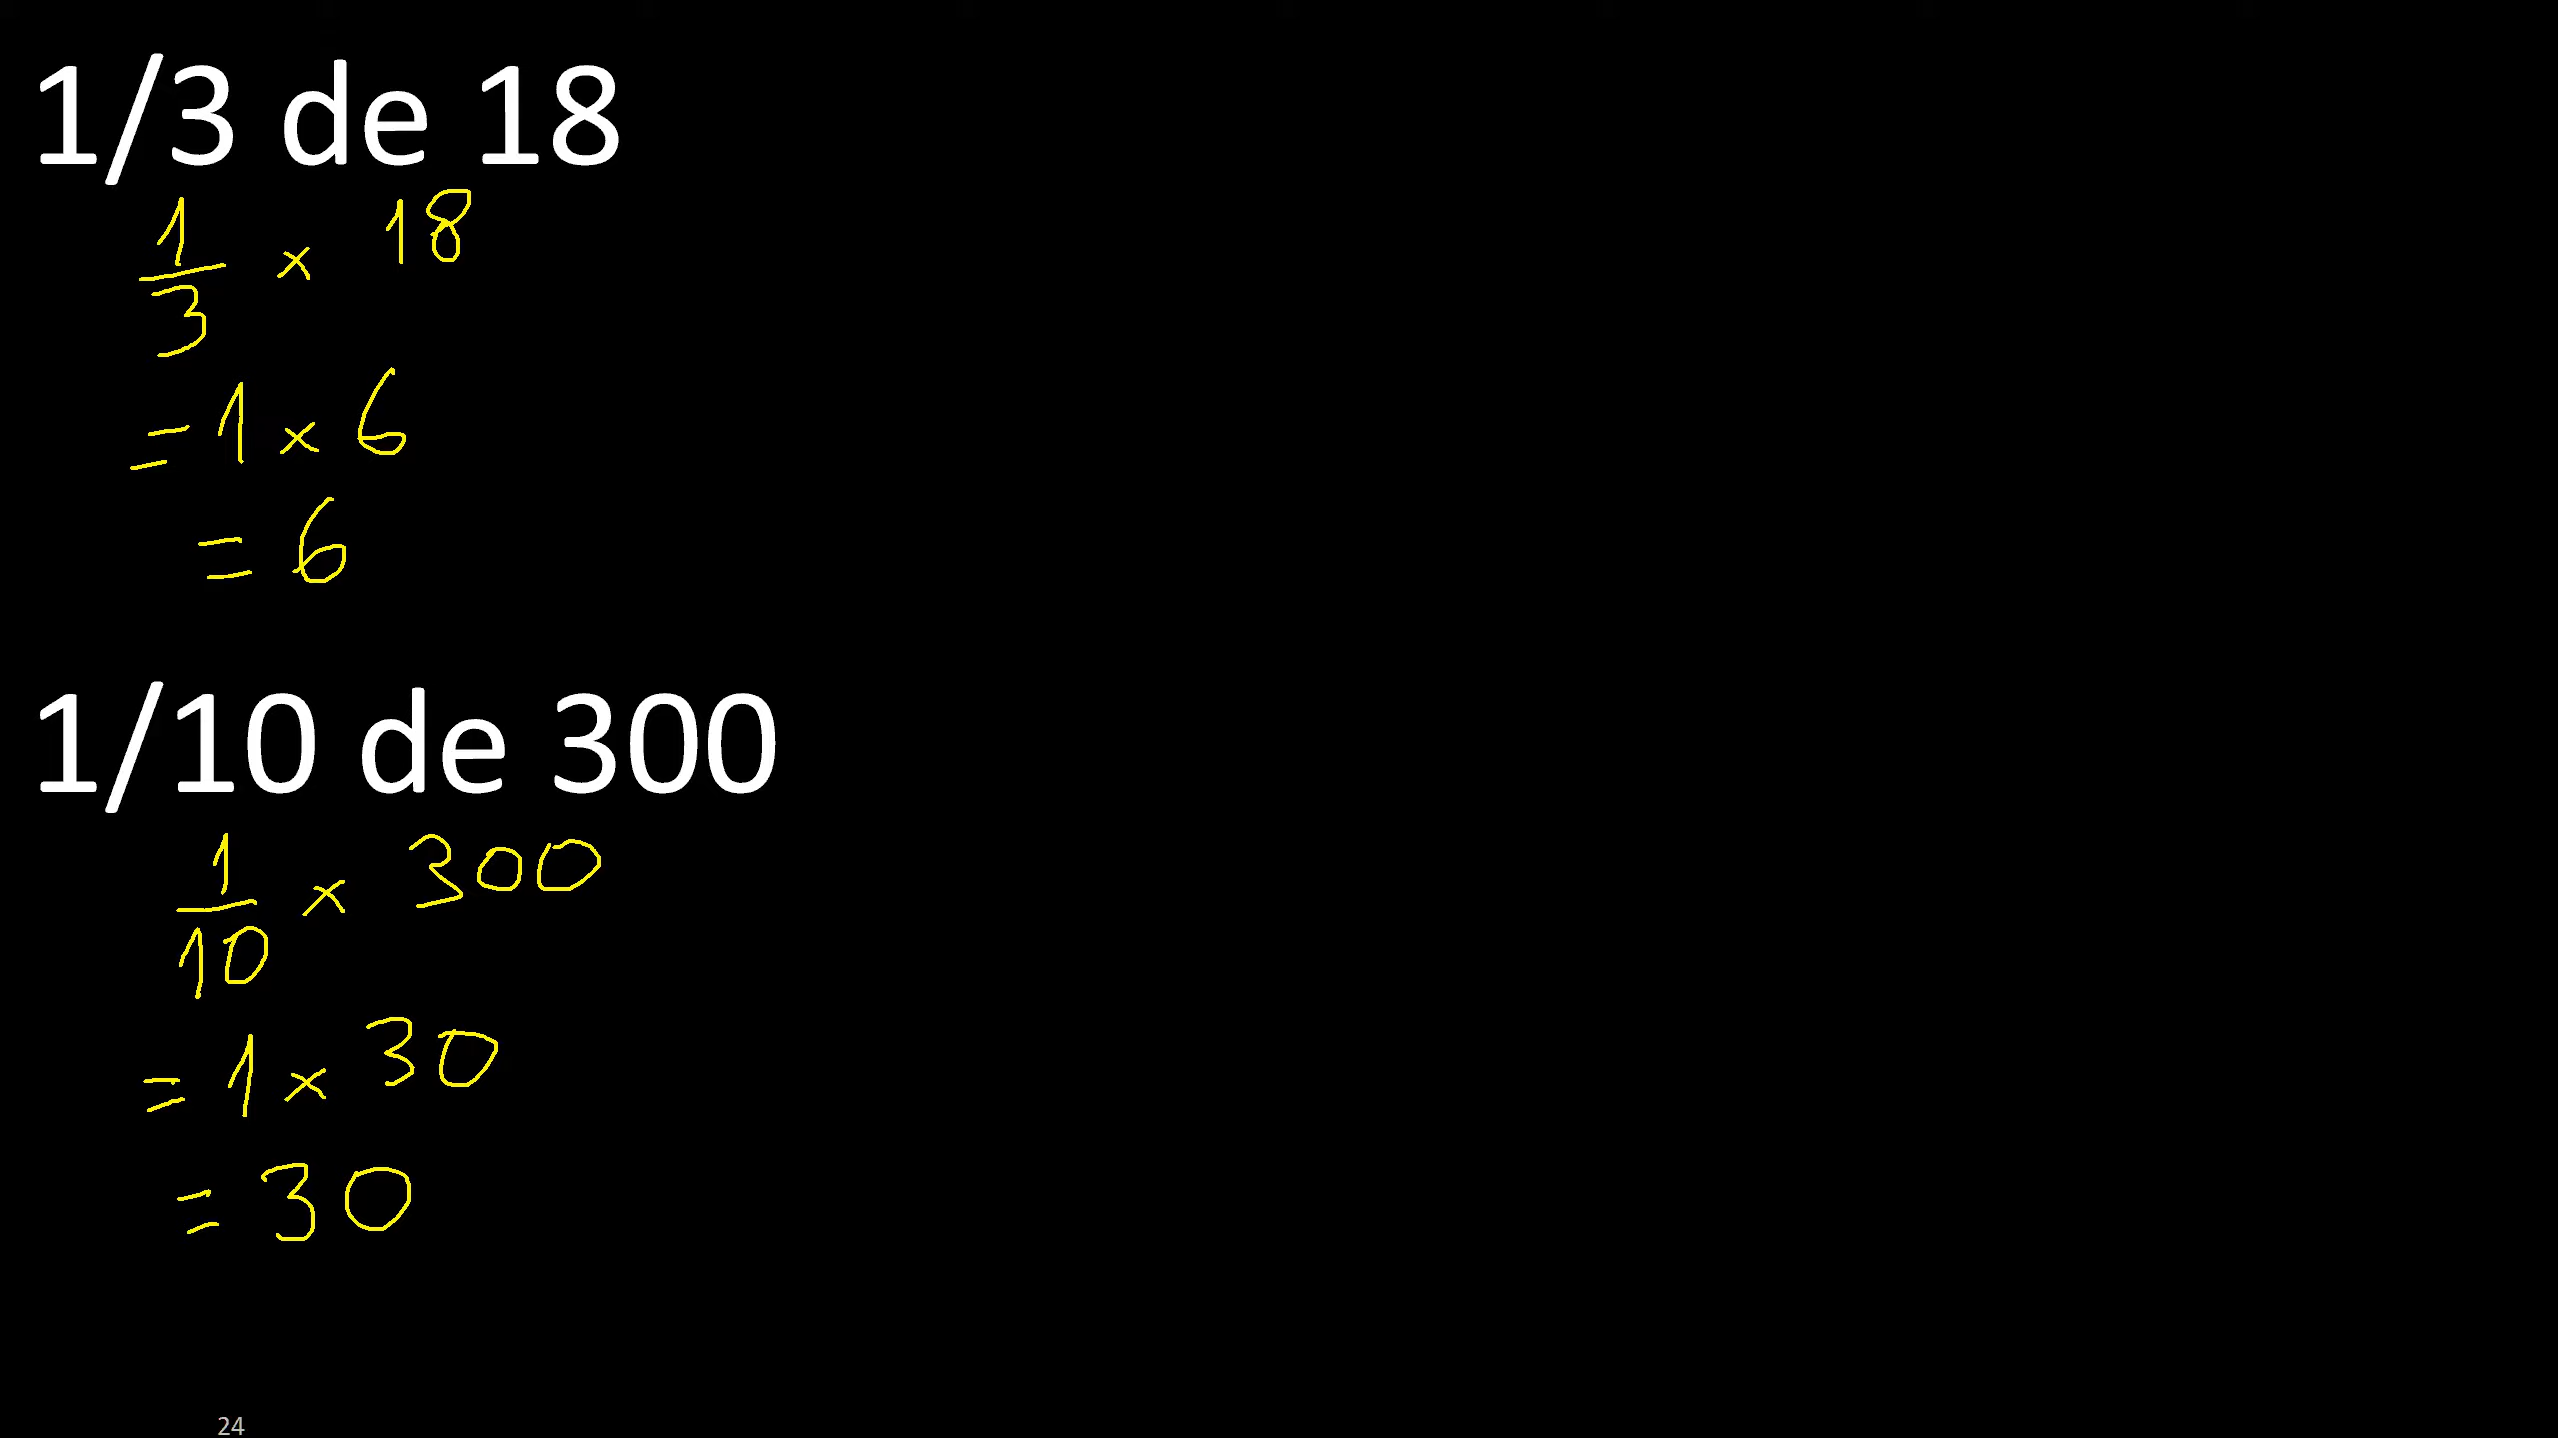 1/3 de 18
1/3 × 18
= 1 × 6
= 6
1/10 de 300
1/10 × 300
= 1 × 30
= 30
24